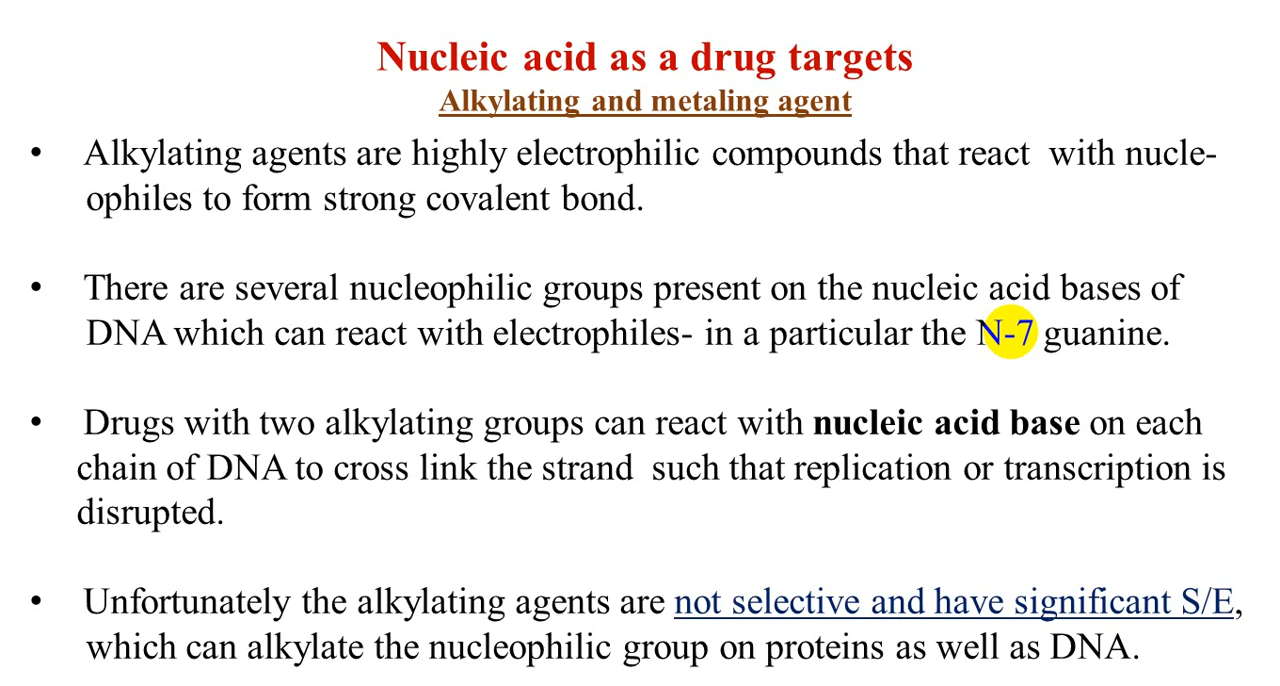 Nucleic acid as a drug targets
Alkylating and metaling agent
• Alkylating agents are highly electrophilic compounds that react with nucle-
ophiles to form strong covalent bond.
• There are several nucleophilic groups present on the nucleic acid bases of
DNA which can react with electrophiles- in a particular the N-7 guanine.
• Drugs with two alkylating groups can react with nucleic acid base on each
chain of DNA to cross link the strand such that replication or transcription is
disrupted.
• Unfortunately the alkylating agents are not selective and have significant S/E,
which can alkylate the nucleophilic group on proteins as well as DNA.